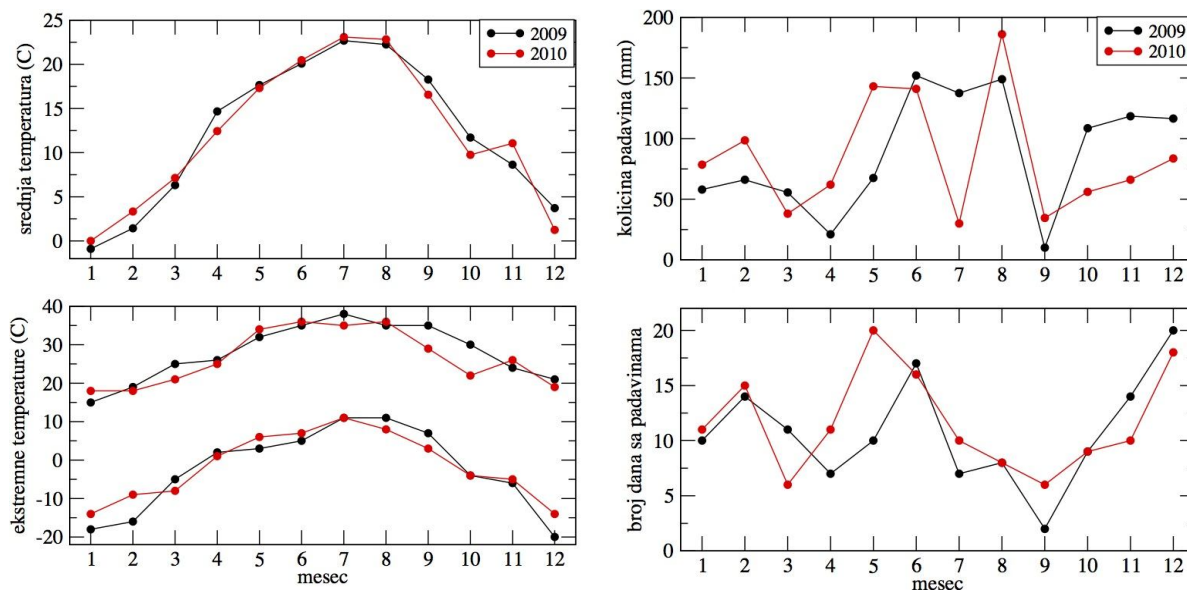 srednja temperatura (C)
25
20
15
10
5
0
2009
2010
1 2 3 4 5 6 7 8 9 10 11 12
kolicina padavina (mm)
200
150
100
50
0
2009
2010
1 2 3 4 5 6 7 8 9 10 11 12
ekstremne temperature (C)
40
30
20
10
0
-10
-20
1 2 3 4 5 6 7 8 9 10 11 12
mesec
broj dana sa padavinama
20
15
10
5
0
1 2 3 4 5 6 7 8 9 10 11 12
mesec